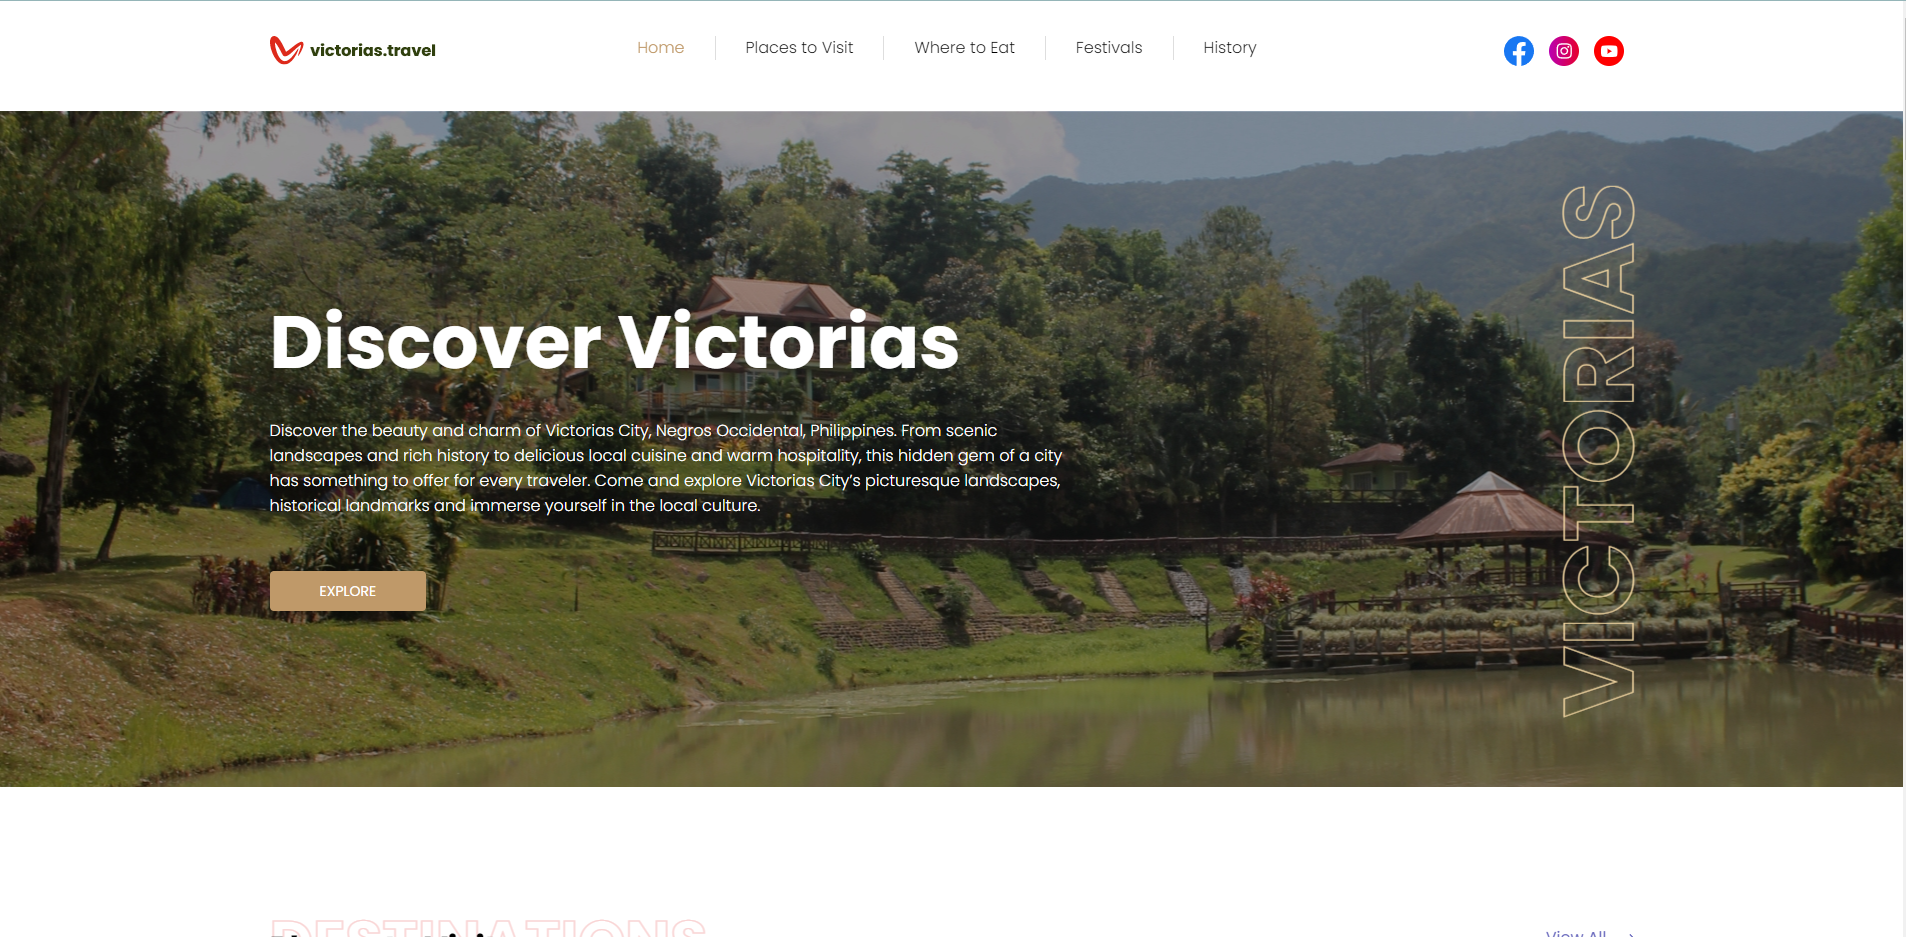 victorias.travel
Home
Places to Visit
Where to Eat
Festivals
History
Discover Victorias
Discover the beauty and charm of Victorias City, Negros Occidental, Philippines. From scenic
landscapes and rich history to delicious local cuisine and warm hospitality, this hidden gem of a city
has something to offer for every traveler. Come and explore Victorias City's picturesque landscapes,
historical landmarks and immerse yourself in the local culture.
EXPLORE
VICTORIAS
DESTINATIONS
View All